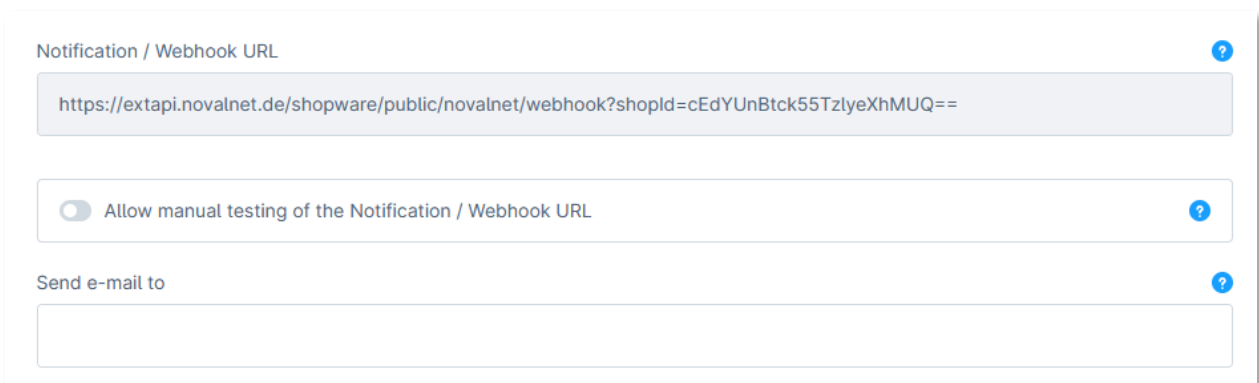 Notification / Webhook URL
?
https://extapi.novalnet.de/shopware/public/novalnet/webhook?shopId=cEdYUnBtck55TzlyeXhMUQ==
Allow manual testing of the Notification / Webhook URL
?
Send e-mail to
?